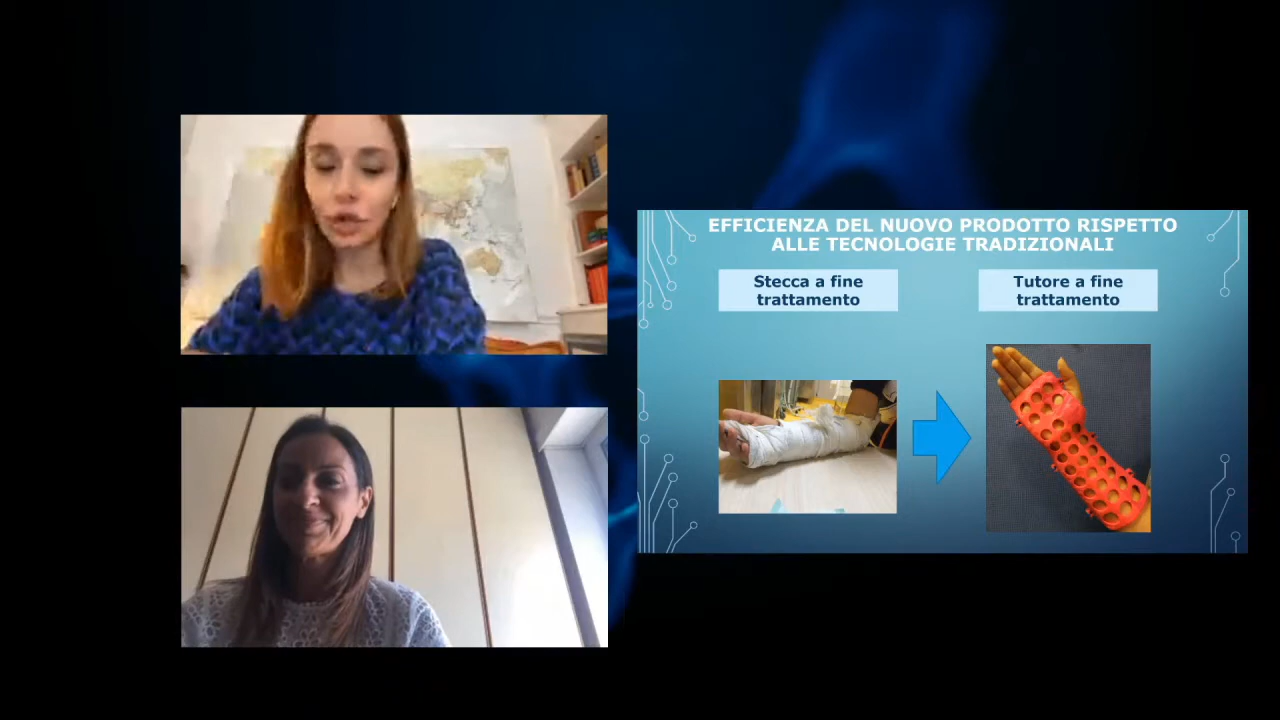 EFFICIENZA DEL NUOVO PRODOTTO RISPETTO
ALLE TECNOLOGIE TRADIZIONALI
Stecca a fine
trattamento
Tutore a fine
trattamento